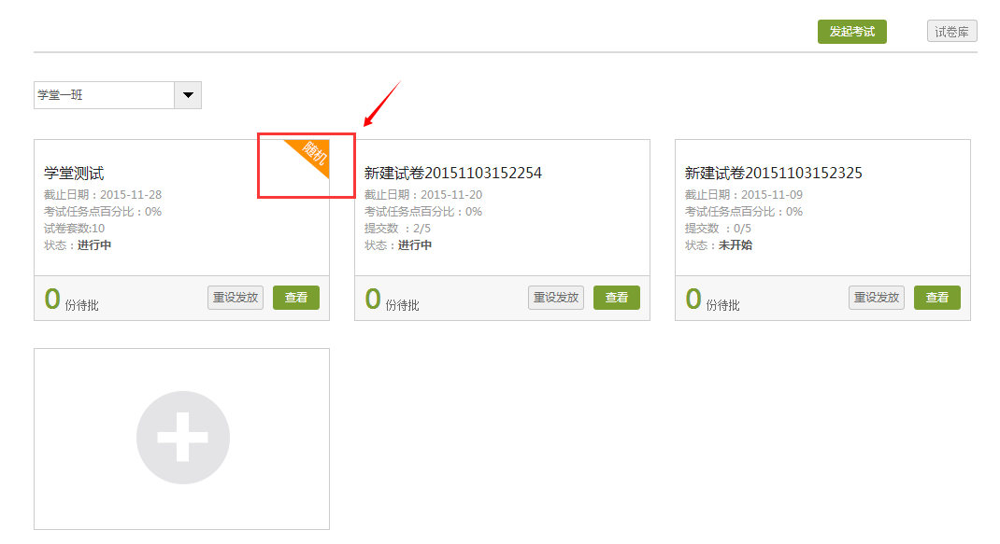 发起考试
试卷库
学堂一班
随机
学堂测试
截止日期：2015-11-28
考试任务点百分比：0%
试卷套数:10
状态：进行中
0 份待批
重设发放
查看
新建试卷20151103152254
截止日期：2015-11-20
考试任务点百分比：0%
提交数 ：2/5
状态：进行中
0 份待批
重设发放
查看
新建试卷20151103152325
截止日期：2015-11-09
考试任务点百分比：0%
提交数 ：0/5
状态：未开始
0 份待批
重设发放
查看